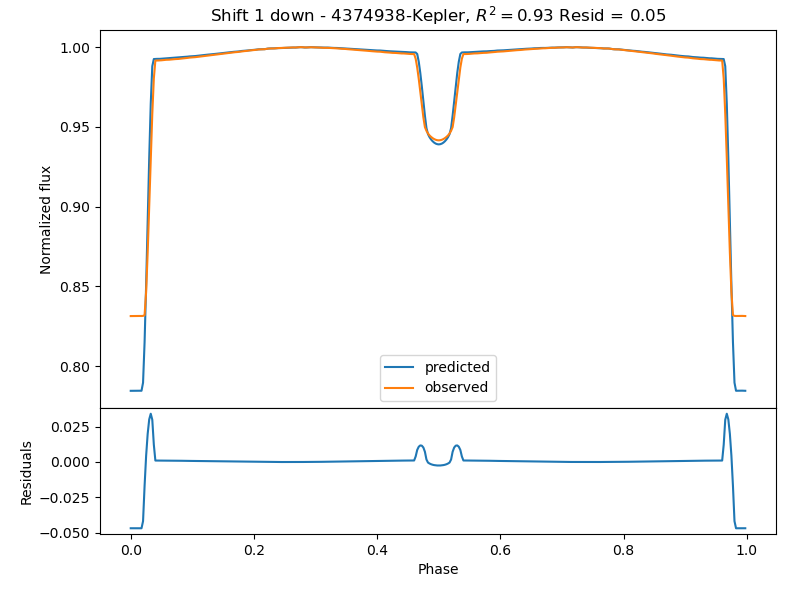 Shift 1 down - 4374938-Kepler, R² = 0.93 Resid = 0.05
1.00
0.95
0.90
0.85
0.80
Normalized flux
predicted
observed
0.025
0.000
−0.025
−0.050
Residuals
0.0 0.2 0.4 0.6 0.8 1.0
Phase